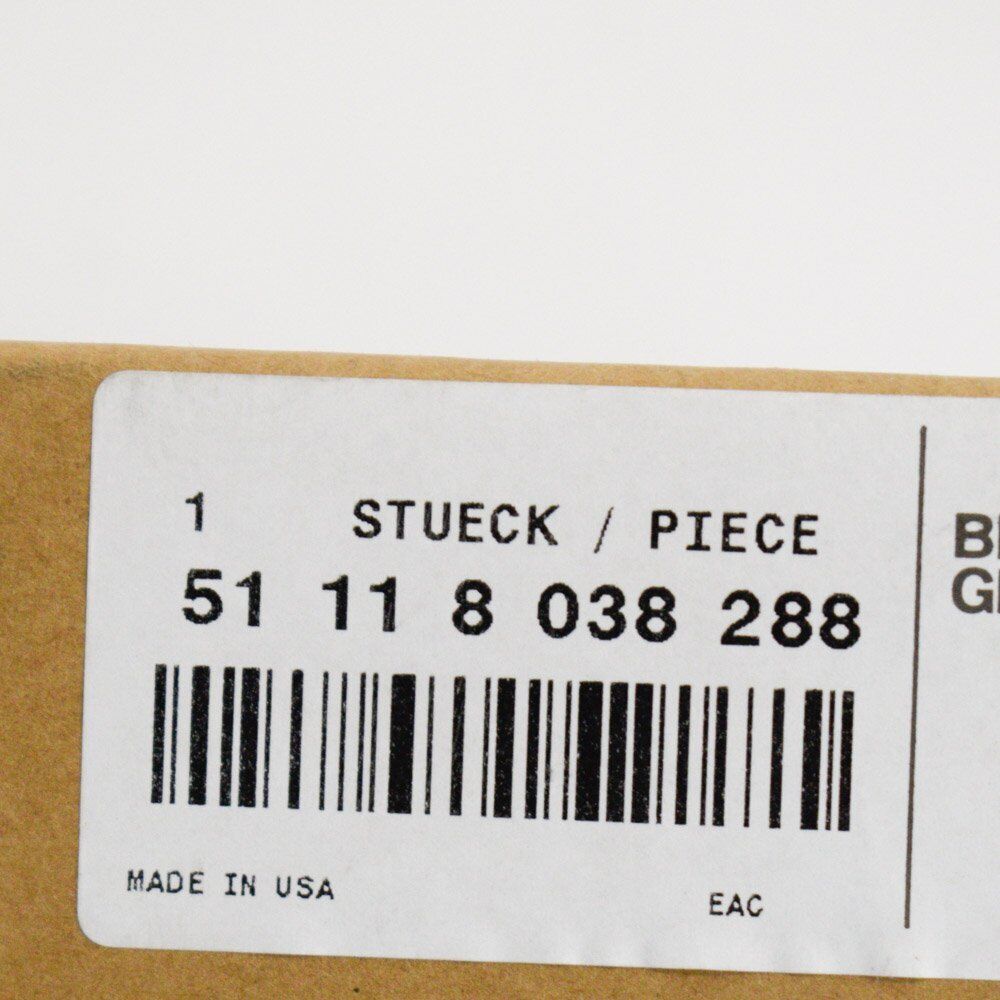 1 STUECK / PIECE
51 11 8 038 288
MADE IN USA
EAC